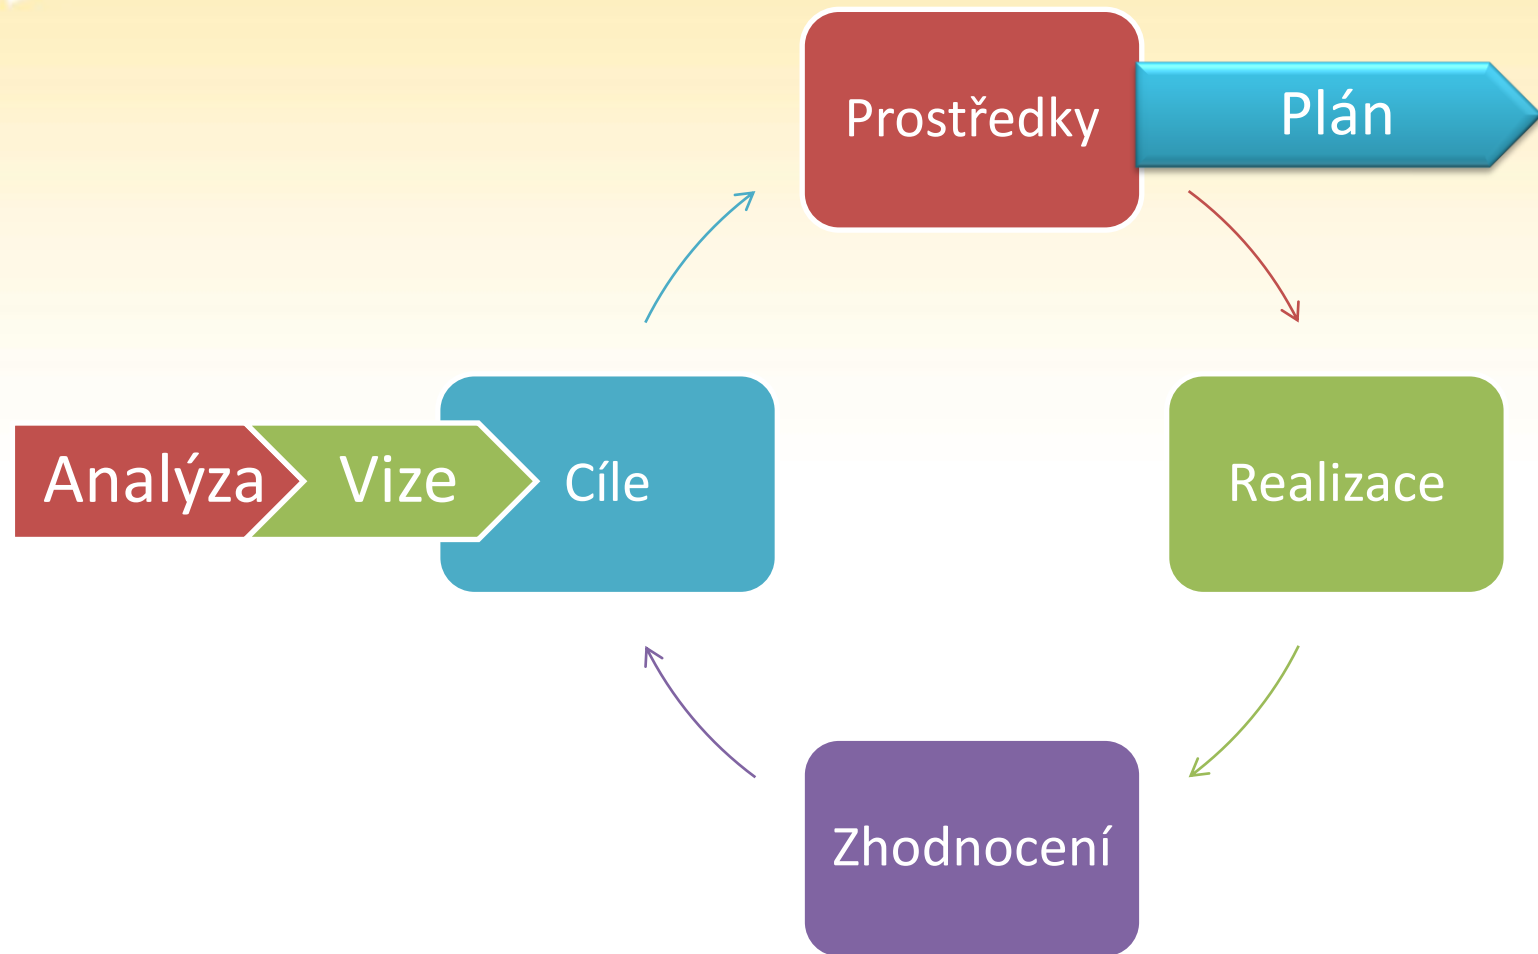 Prostředky
Plán
Analýza
Vize
Cíle
Realizace
Zhodnocení